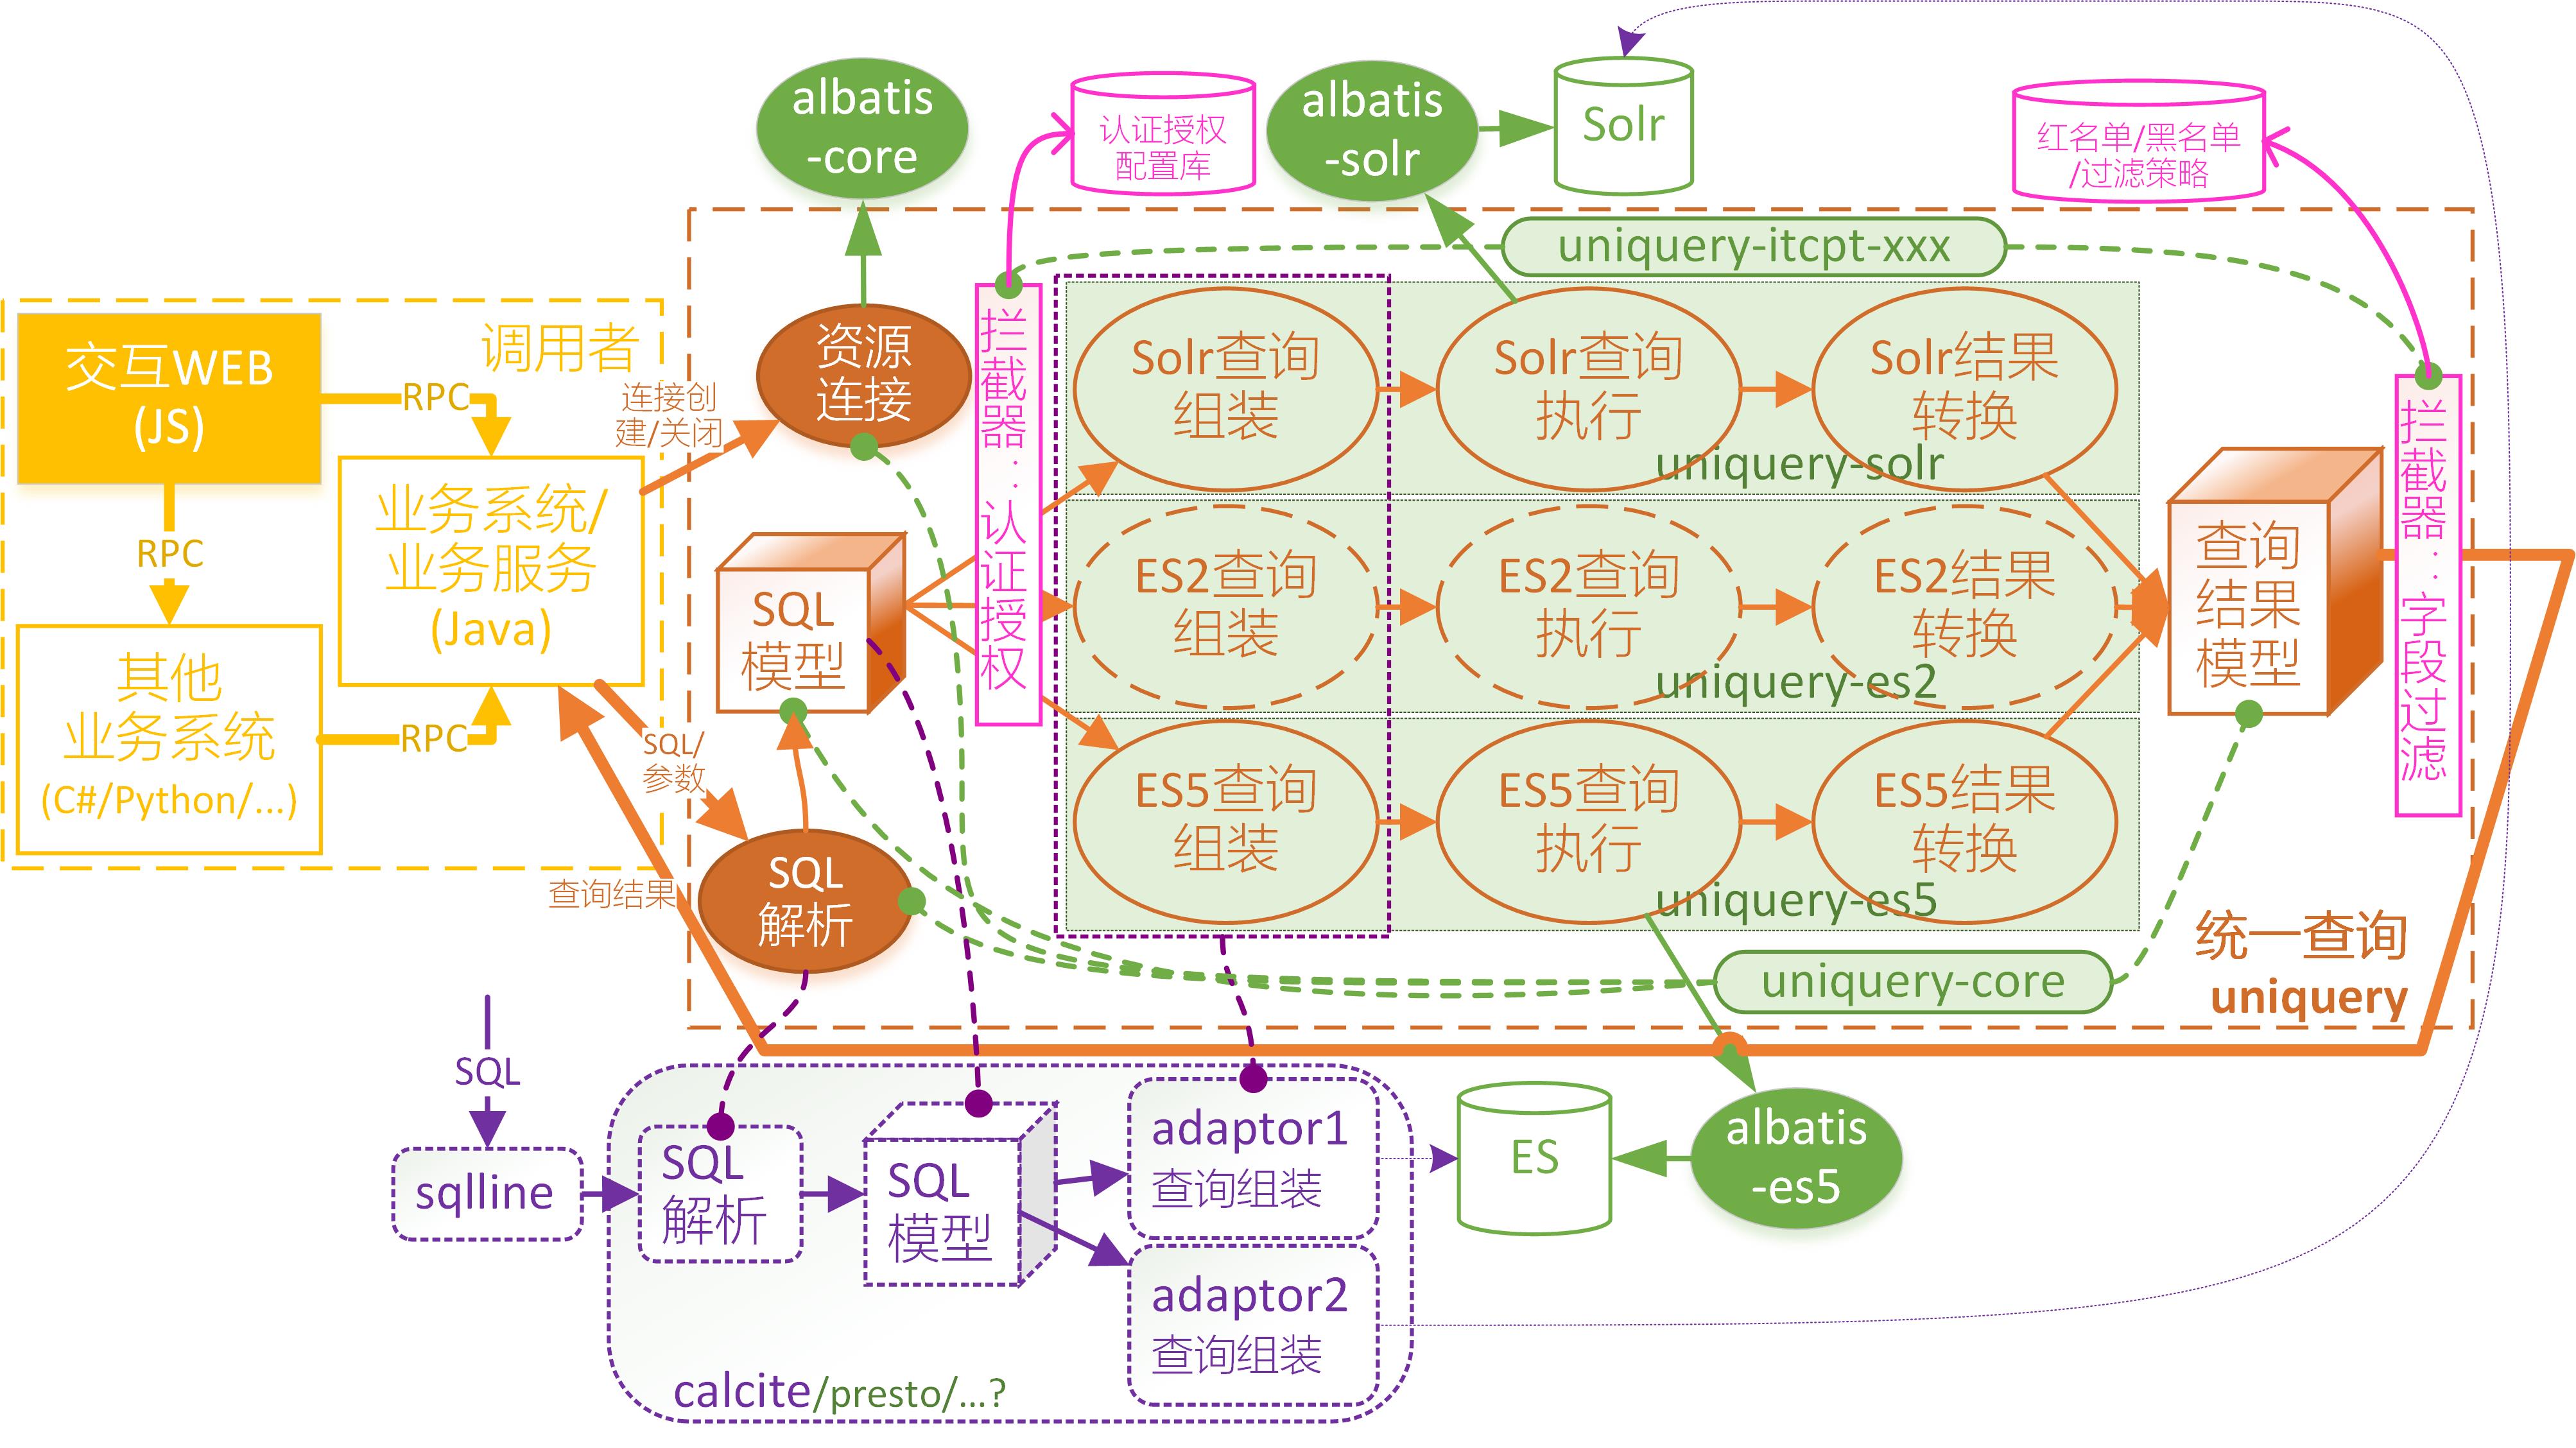 albatis
-core
认证授权
配置库
albatis
-solr
Solr
红名单/黑名单
/过滤策略
uniquery-itcpt-xxx
交互WEB
(JS)
调用者
RPC
RPC
业务系统/
业务服务
(Java)
其他
业务系统
(C#/Python/...)
RPC
连接创
建/关闭
资源
连接
SQL
模型
SQL/
参数
SQL
解析
查询结果
拦截器：认证授权
Solr查询
组装
Solr查询
执行
Solr结果
转换
uniquery-solr
ES2查询
组装
ES2查询
执行
ES2结果
转换
uniquery-es2
ES5查询
组装
ES5查询
执行
ES5结果
转换
uniquery-es5
查询
结果
模型
拦截器：字段过滤
uniquery-core
统一查询
uniquery
SQL
sqlline
SQL
解析
SQL
模型
adaptor1
查询组装
adaptor2
查询组装
calcite/presto/...?
ES
albatis
-es5